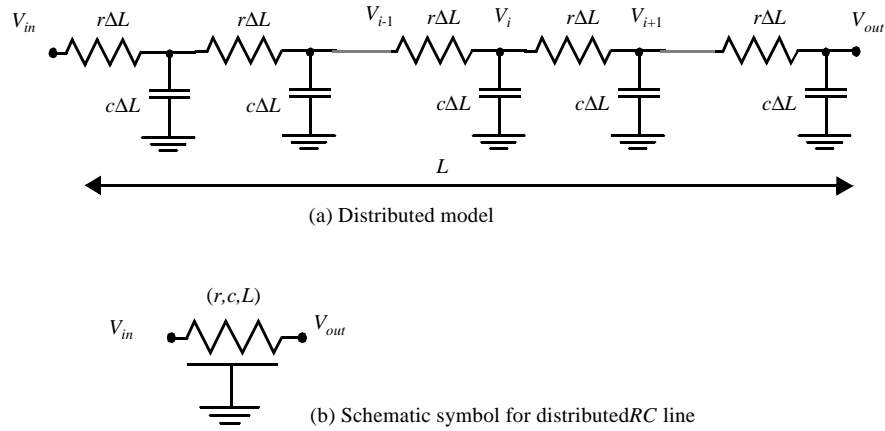 V_in rΔL rΔL V_i-1 rΔL V_i rΔL V_i+1 rΔL V_out
cΔL cΔL cΔL cΔL cΔL
L
(a) Distributed model
(r,c,L)
V_in V_out
(b) Schematic symbol for distributedRC line